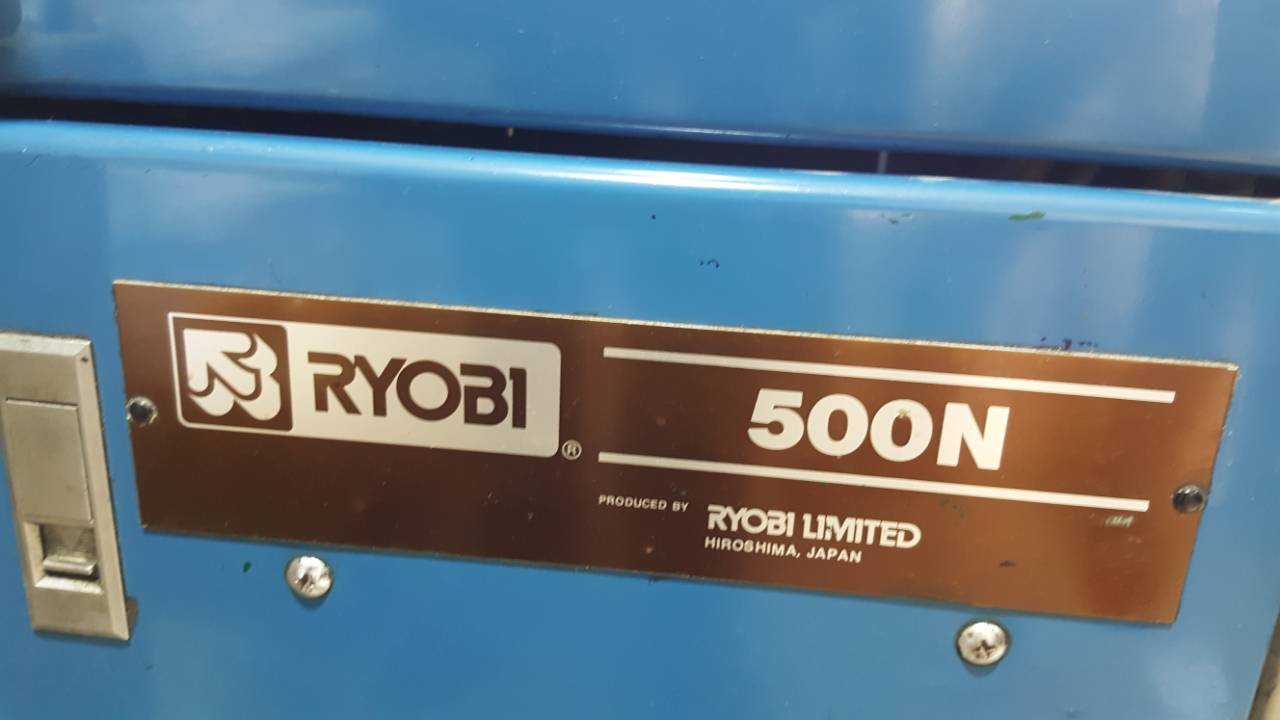 RYOBI
®
500N
PRODUCED BY RYOBI LIMITED
HIROSHIMA, JAPAN